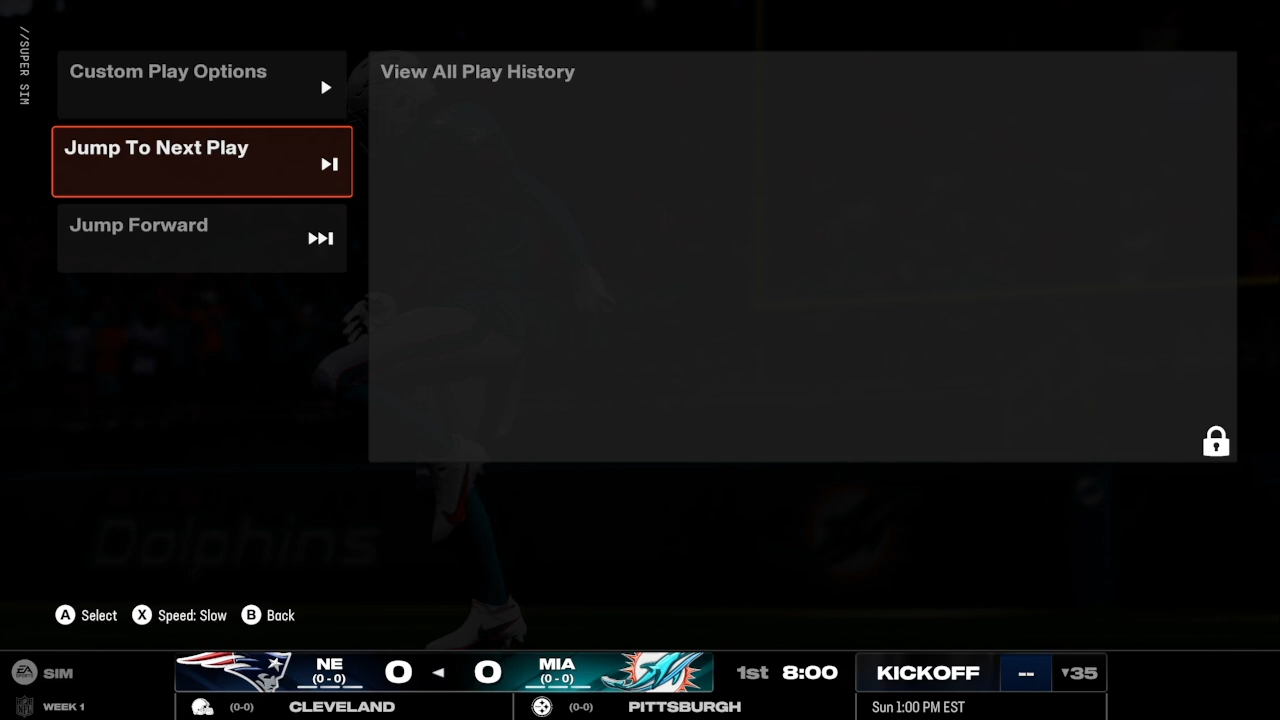 //SUPER SIM
Custom Play Options
Jump To Next Play
Jump Forward
View All Play History
Dolphins
A Select X Speed: Slow B Back
EA SPORTS SIM
NE (0 - 0) 0 ◄ 0 MIA (0 - 0)
1st 8:00 KICKOFF -- ▼35
NFL WEEK 1
(0-0) CLEVELAND (0-0) PITTSBURGH Sun 1:00 PM EST